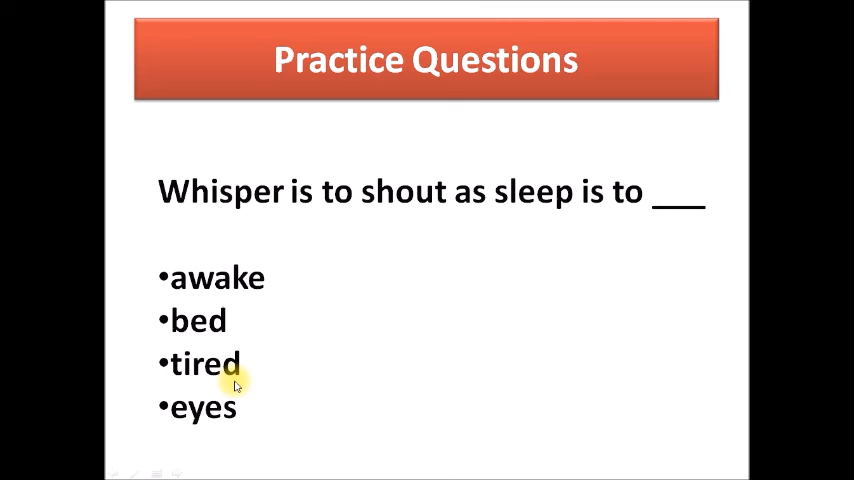 Practice Questions
Whisper is to shout as sleep is to ___
•awake
•bed
•tired
•eyes